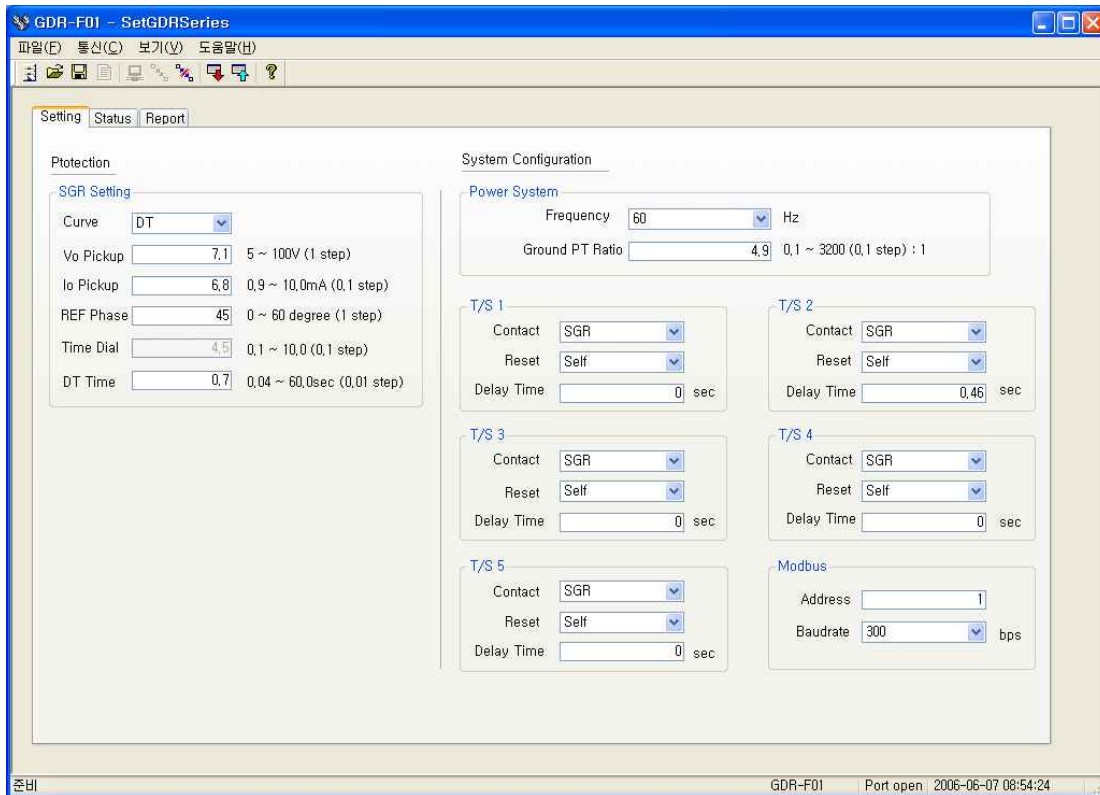 GDR-F01 - SetGDRSeries
파일(F) 통신(C) 보기(V) 도움말(H)
Setting Status Report
Ptotection
SGR Setting
Curve DT
Vo Pickup 7.1 5 ~ 100V (1 step)
Io Pickup 6.8 0.9 ~ 10.0mA (0.1 step)
REF Phase 45 0 ~ 60 degree (1 step)
Time Dial 4.5 0.1 ~ 10.0 (0.1 step)
DT Time 0.7 0.04 ~ 60.0sec (0.01 step)
System Configuration
Power System
Frequency 60 Hz
Ground PT Ratio 4.9 0.1 ~ 3200 (0.1 step) : 1
T/S 1
Contact SGR
Reset Self
Delay Time 0 sec
T/S 2
Contact SGR
Reset Self
Delay Time 0.46 sec
T/S 3
Contact SGR
Reset Self
Delay Time 0 sec
T/S 4
Contact SGR
Reset Self
Delay Time 0 sec
T/S 5
Contact SGR
Reset Self
Delay Time 0 sec
Modbus
Address 1
Baudrate 300 bps
준비 GDR-F01 Port open 2006-06-07 08:54:24